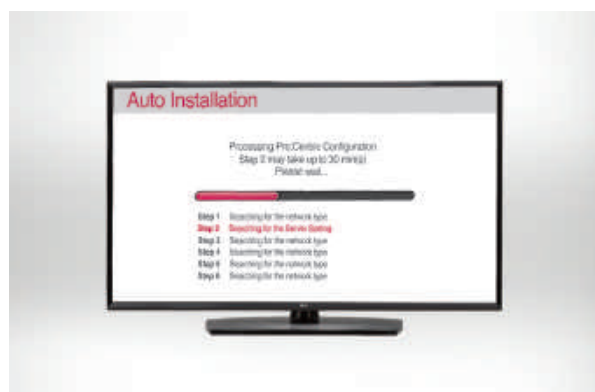 Auto Installation
Processing Pro:Centric Configuration
Step 2 may take up to 30 min(s)
Please wait...
Step 1 Searching for the network type
Step 2 Searching for the Server Setting
Step 3 Searching for the network type
Step 4 Searching for the network type
Step 5 Searching for the network type
Step 6 Searching for the network type